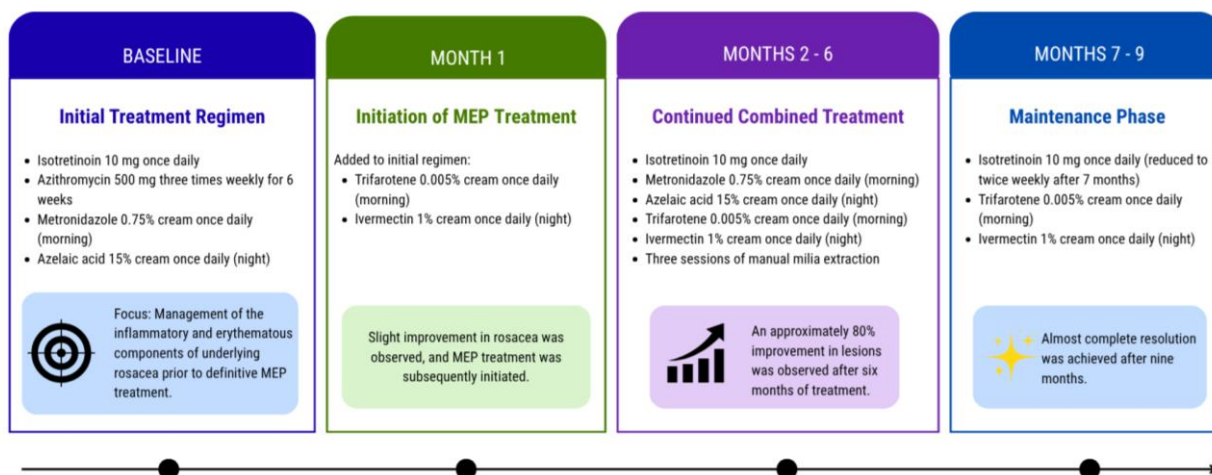 BASELINE
Initial Treatment Regimen
• Isotretinoin 10 mg once daily
• Azithromycin 500 mg three times weekly for 6
weeks
• Metronidazole 0.75% cream once daily
(morning)
• Azelaic acid 15% cream once daily (night)
Focus: Management of the
inflammatory and erythematous
components of underlying
rosacea prior to definitive MEP
treatment.
MONTH 1
Initiation of MEP Treatment
Added to initial regimen:
• Trifarotene 0.005% cream once daily
(morning)
• Ivermectin 1% cream once daily (night)
Slight improvement in rosacea was
observed, and MEP treatment was
subsequently initiated.
MONTHS 2 - 6
Continued Combined Treatment
• Isotretinoin 10 mg once daily
• Metronidazole 0.75% cream once daily (morning)
• Azelaic acid 15% cream once daily (night)
• Trifarotene 0.005% cream once daily (morning)
• Ivermectin 1% cream once daily (night)
• Three sessions of manual milia extraction
An approximately 80%
improvement in lesions
was observed after six
months of treatment.
MONTHS 7 - 9
Maintenance Phase
• Isotretinoin 10 mg once daily (reduced to
twice weekly after 7 months)
• Trifarotene 0.005% cream once daily
(morning)
• Ivermectin 1% cream once daily (night)
Almost complete resolution
was achieved after nine
months.